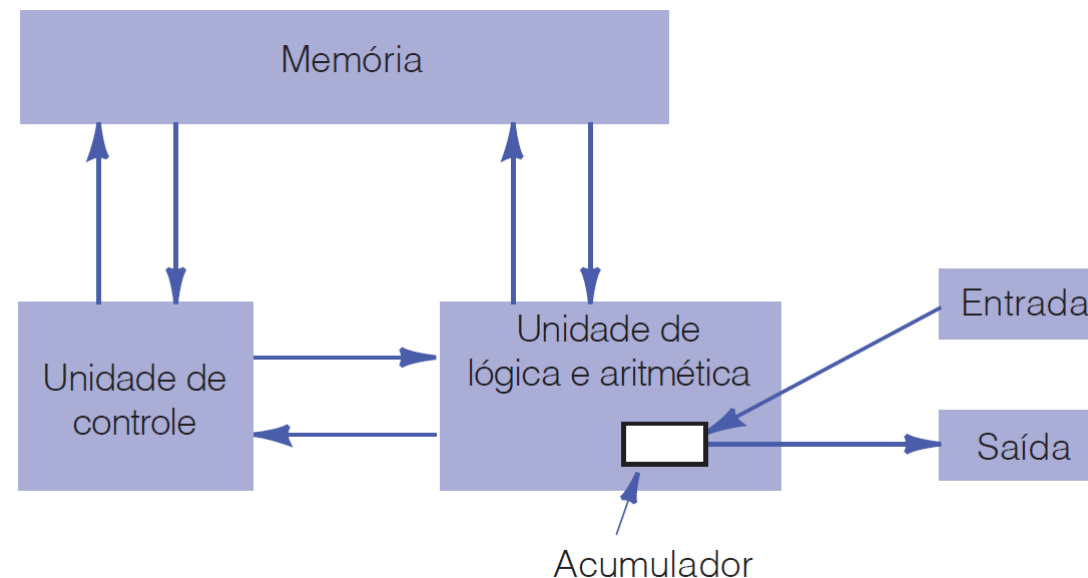 Memória
Unidade de
controle
Unidade de
lógica e aritmética
Entrada
Saída
Acumulador